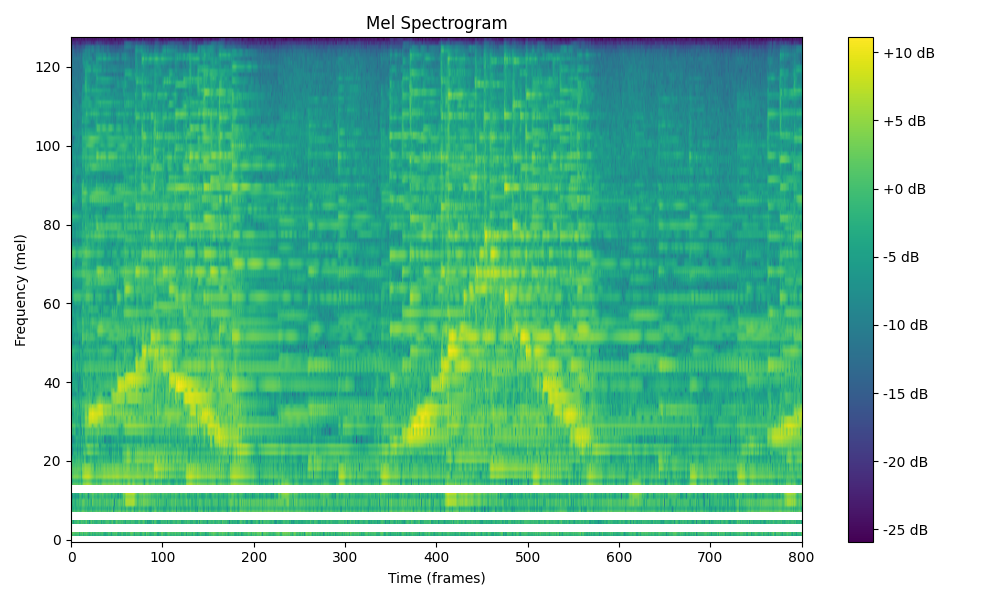 Mel Spectrogram
Frequency (mel)
120
100
80
60
40
20
0
0 100 200 300 400 500 600 700 800
Time (frames)
+10 dB
+5 dB
+0 dB
-5 dB
-10 dB
-15 dB
-20 dB
-25 dB